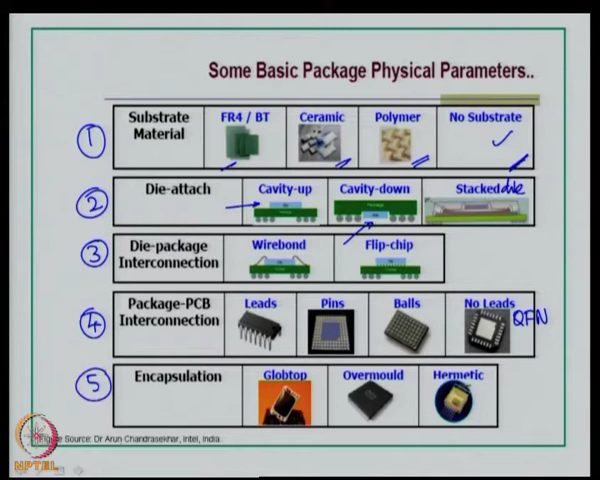 Some Basic Package Physical Parameters..
1 Substrate Material FR4 / BT Ceramic Polymer No Substrate
2 Die-attach Cavity-up Cavity-down Stacked die
3 Die-package Interconnection Wirebond Flip-chip
4 Package-PCB Interconnection Leads Pins Balls No Leads
QFN
5 Encapsulation Globtop Overmould Hermetic
Source: Dr Arun Chandrasekhar, Intel, India.
NPTEL